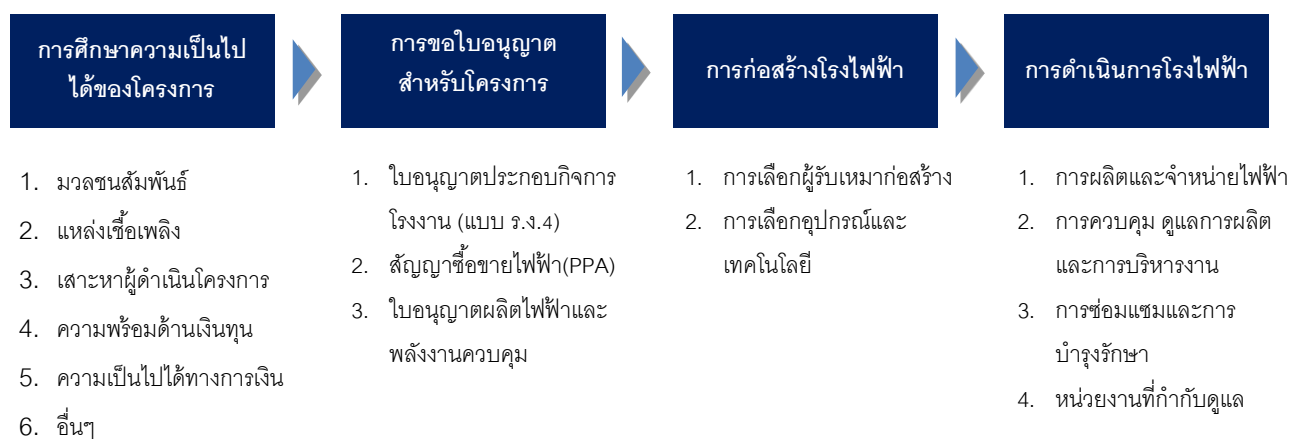 การศึกษาความเป็นไป
ได้ของโครงการ
1. มวลชนสัมพันธ์
2. แหล่งเชื้อเพลิง
3. เสาะหาผู้ดำเนินโครงการ
4. ความพร้อมด้านเงินทุน
5. ความเป็นไปได้ทางการเงิน
6. อื่นๆ
การขอใบอนุญาต
สำหรับโครงการ
1. ใบอนุญาตประกอบกิจการ
โรงงาน (แบบ ร.ง.4)
2. สัญญาซื้อขายไฟฟ้า(PPA)
3. ใบอนุญาตผลิตไฟฟ้าและ
พลังงานควบคุม
การก่อสร้างโรงไฟฟ้า
1. การเลือกผู้รับเหมาก่อสร้าง
2. การเลือกอุปกรณ์และ
เทคโนโลยี
การดำเนินการโรงไฟฟ้า
1. การผลิตและจำหน่ายไฟฟ้า
2. การควบคุม ดูแลการผลิต
และการบริหารงาน
3. การซ่อมแซมและการ
บำรุงรักษา
4. หน่วยงานที่กำกับดูแล